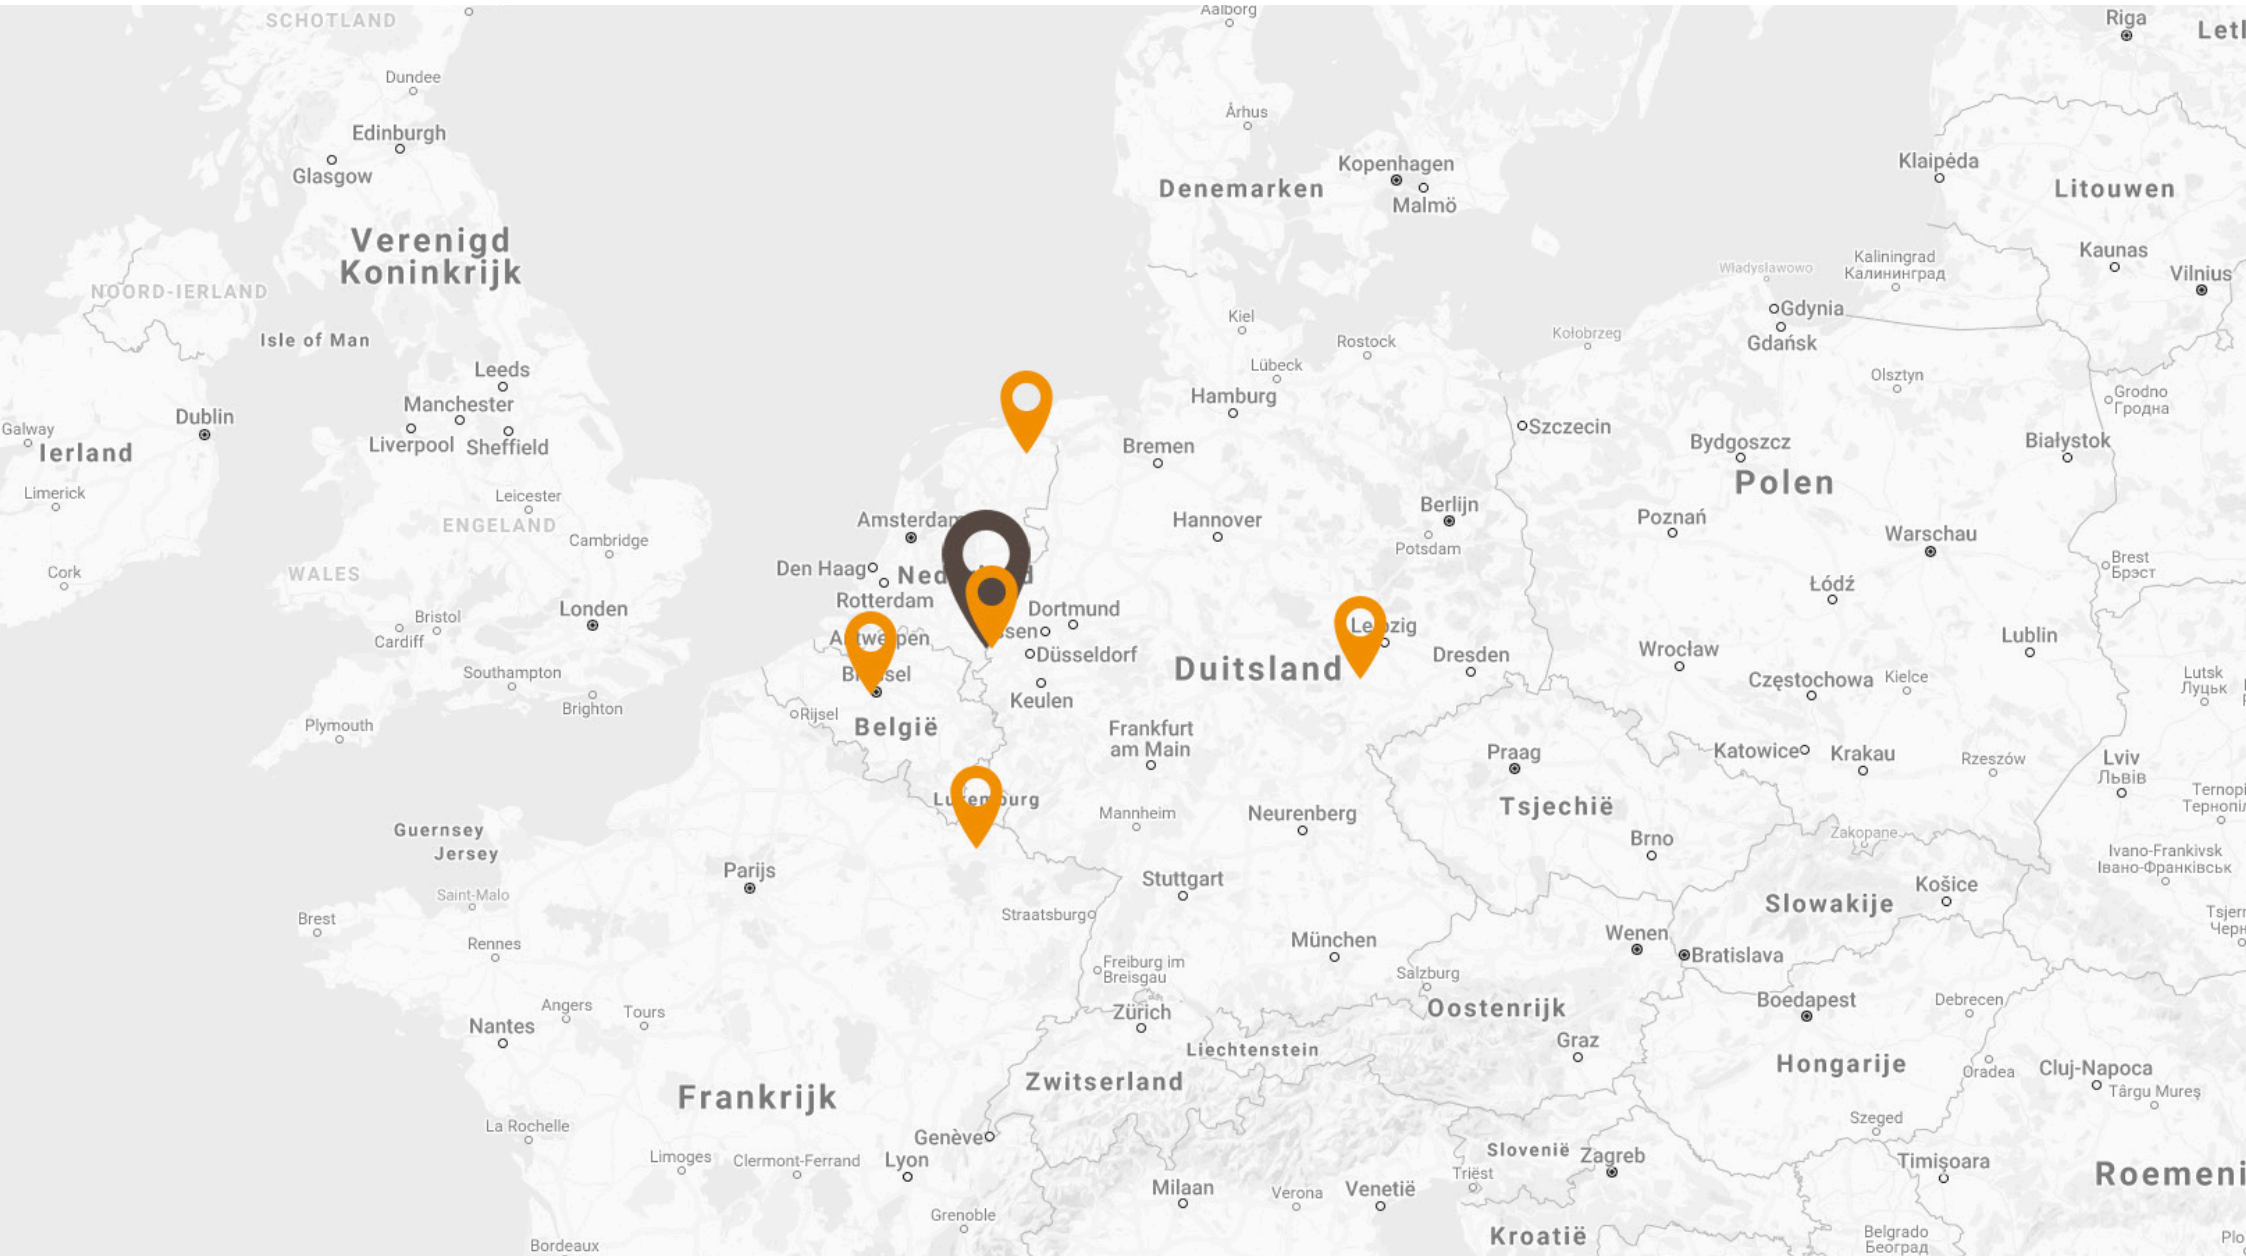 SCHOTLAND
Aalborg
Riga
Dundee
Århus
Edinburgh
Glasgow
Kopenhagen
Malmö
Denemarken
Klaipėda
Litouwen
Verenigd
Koninkrijk
NOORD-IERLAND
Isle of Man
Kaunas
Vilnius
Kaliningrad
Калининград
Władysławowo
Gdynia
Gdańsk
Kiel
Rostock
Kołobrzeg
Lübeck
Olsztyn
Leeds
Manchester
Liverpool
Sheffield
Hamburg
Grodno
Гродна
Dublin
Galway
Ierland
Szczecin
Bremen
Bydgoszcz
Białystok
Polen
Limerick
Leicester
ENGELAND
Cambridge
Amsterdam
Hannover
Berlijn
Potsdam
Poznań
Warschau
Cork
WALES
Den Haag
Rotterdam
Brest
Брэст
Łódź
Bristol
Cardiff
Londen
Dortmund
Düsseldorf
Keulen
Duitsland
Dresden
Wrocław
Lublin
Southampton
Brighton
Plymouth
Rijsel
België
Częstochowa
Kielce
Lutsk
Луцьк
Frankfurt
am Main
Praag
Katowice
Krakau
Rzeszów
Lviv
Львів
Mannheim
Neurenberg
Tsjechië
Brno
Zakopane
Guernsey
Jersey
Parijs
Saint-Malo
Stuttgart
Slowakije
Košice
Ivano-Frankivsk
Івано-Франківськ
Brest
Rennes
Straatsburg
München
Wenen
Bratislava
Freiburg im
Breisgau
Salzburg
Oostenrijk
Boedapest
Debrecen
Angers
Tours
Nantes
Zürich
Liechtenstein
Graz
Hongarije
Oradea
Cluj-Napoca
Târgu Mureș
Zwitserland
Frankrijk
La Rochelle
Genève
Szeged
Limoges
Clermont-Ferrand
Lyon
Slovenië
Zagreb
Triëst
Timișoara
Milaan
Verona
Venetië
Grenoble
Kroatië
Belgrado
Београд
Bordeaux